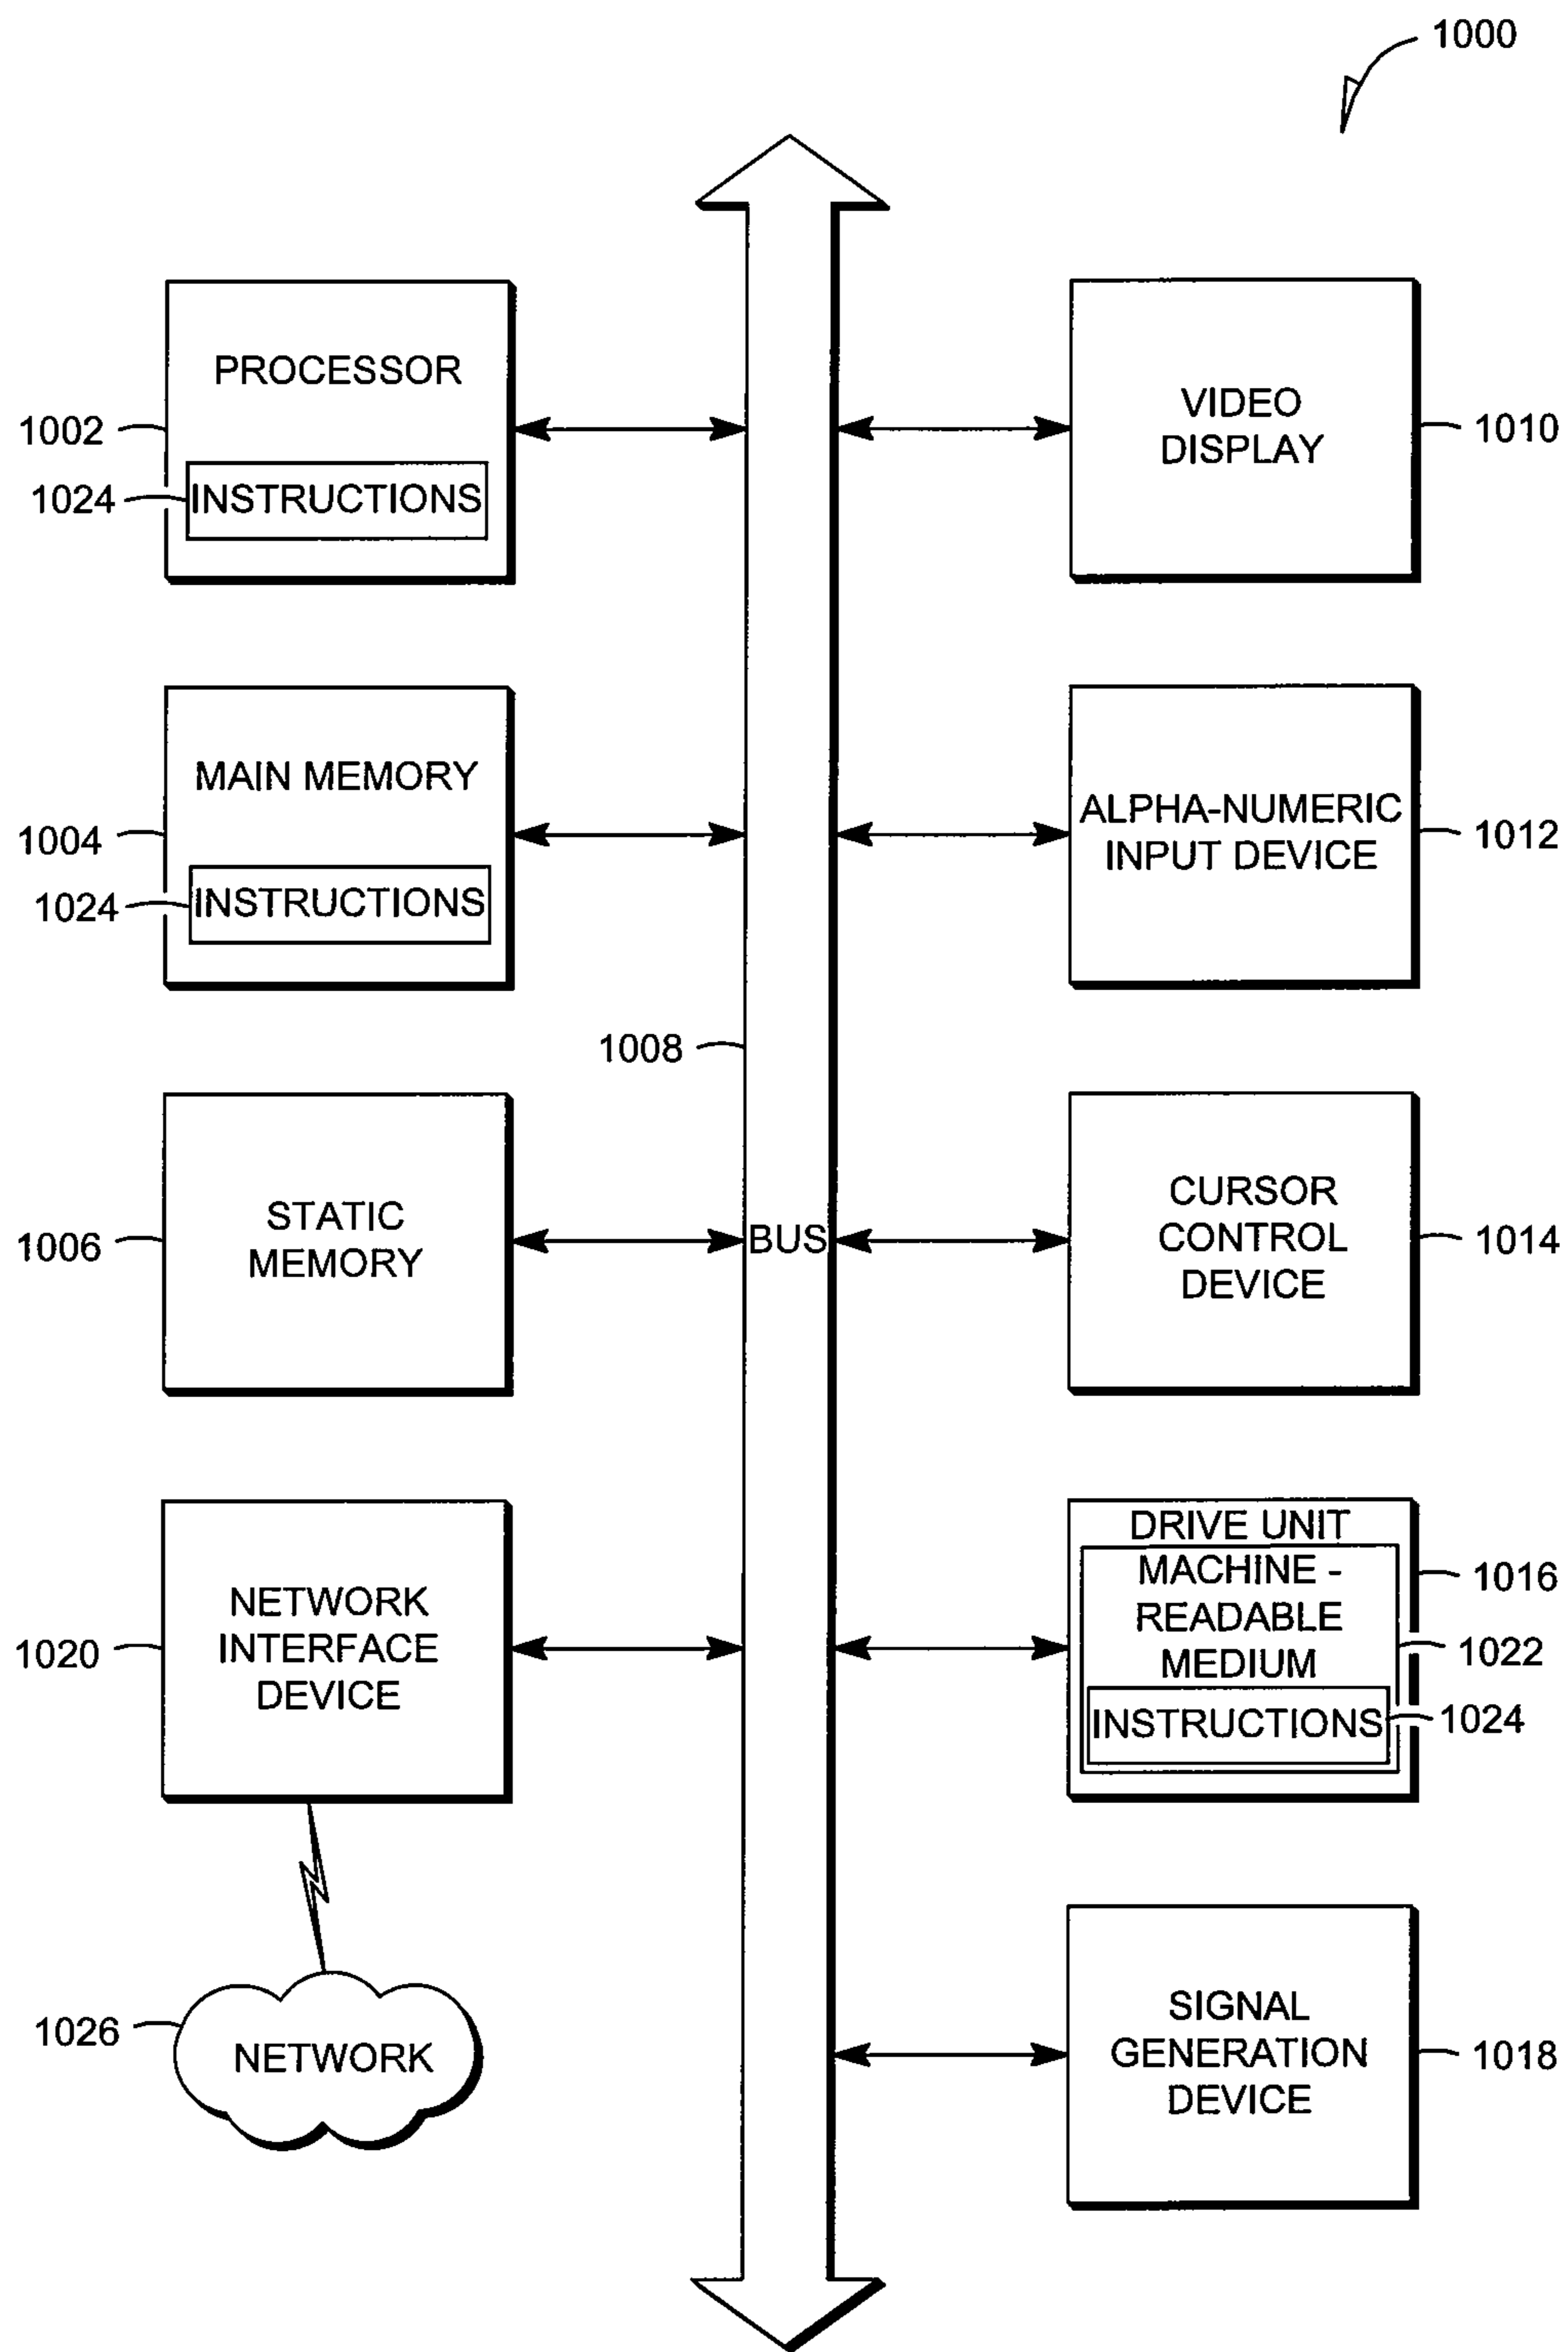 1000
PROCESSOR
1002
1024
INSTRUCTIONS
VIDEO
DISPLAY
1010
MAIN MEMORY
1004
1024
INSTRUCTIONS
ALPHA-NUMERIC
INPUT DEVICE
1012
1008
STATIC
MEMORY
1006
BUS
CURSOR
CONTROL
DEVICE
1014
NETWORK
INTERFACE
DEVICE
1020
DRIVE UNIT
MACHINE -
READABLE
MEDIUM
INSTRUCTIONS
1016
1022
1024
1026
NETWORK
SIGNAL
GENERATION
DEVICE
1018